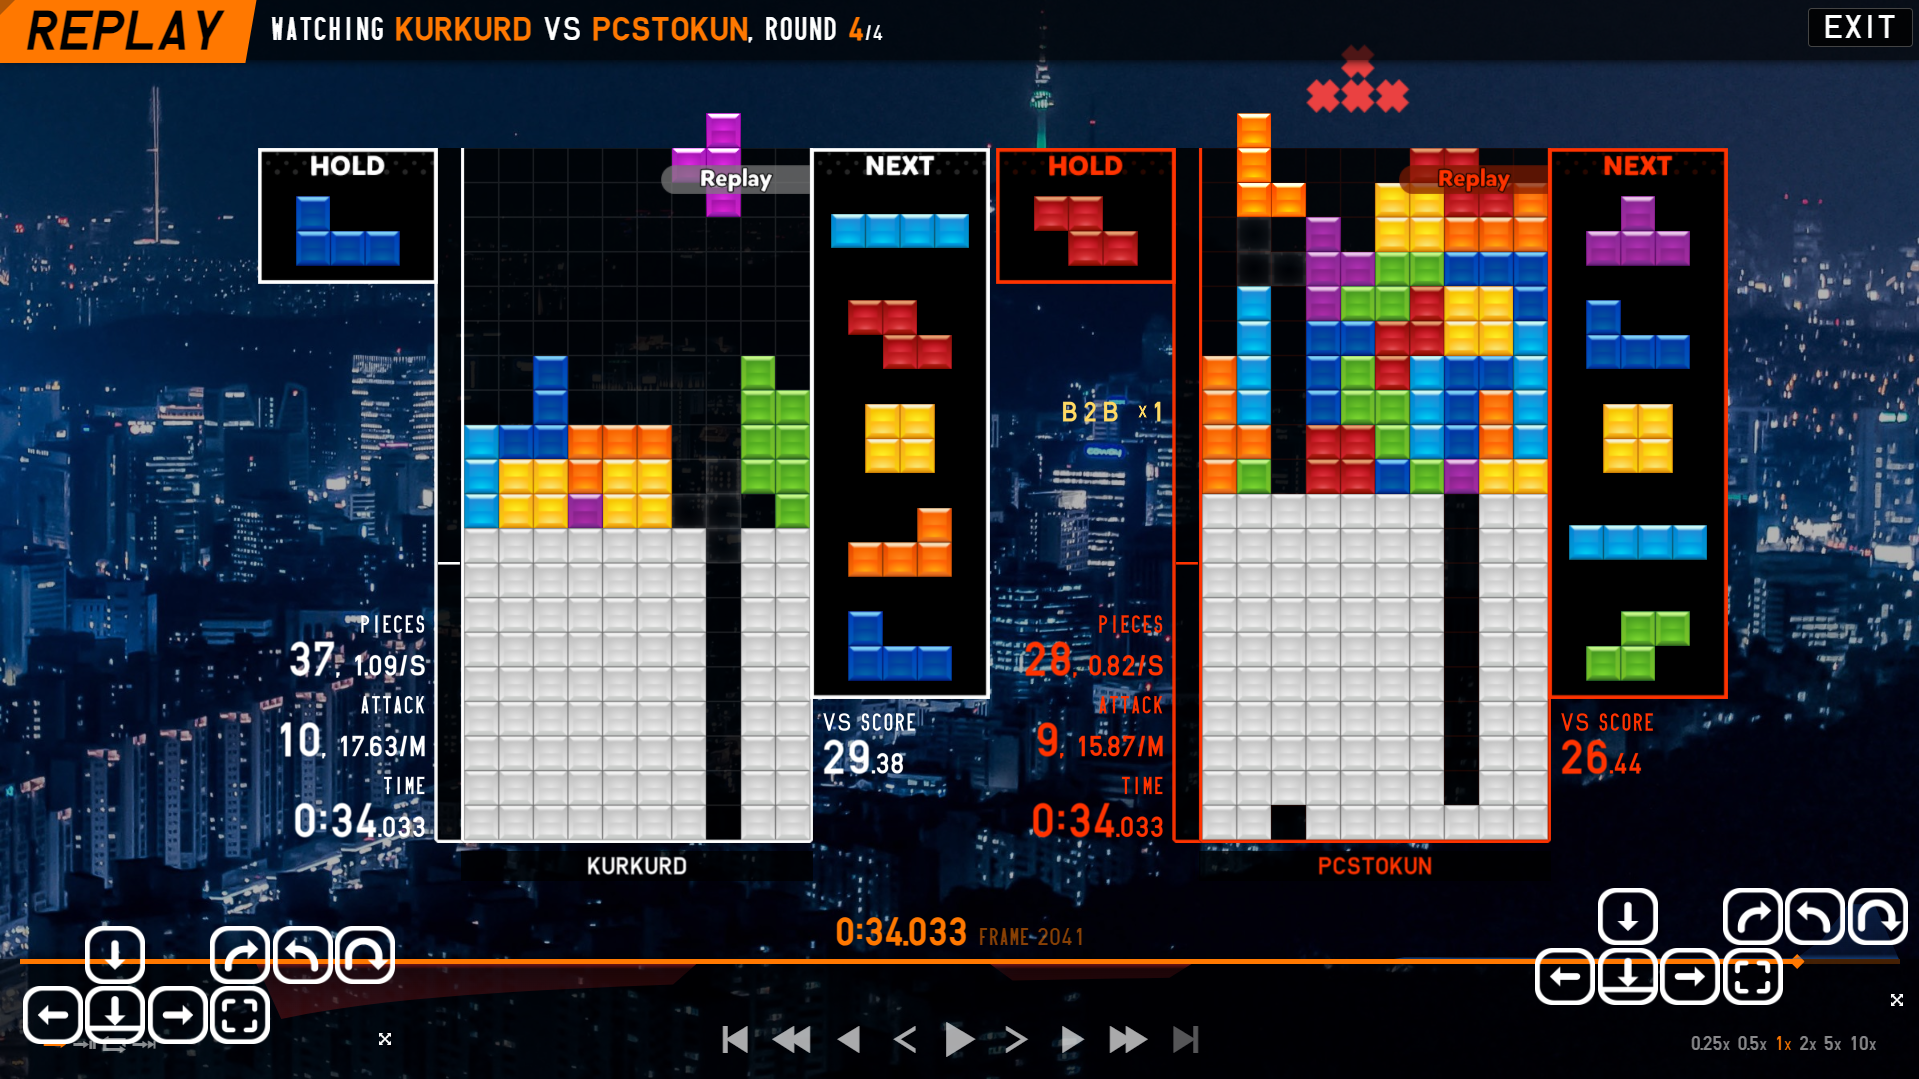 REPLAY
WATCHING KURKURD VS PCSTOKUN, ROUND 4/4
EXIT
HOLD
Replay
NEXT
HOLD
Replay
NEXT
B2B ×1
PIECES
37, 1.09/S
ATTACK
10, 17.63/M
TIME
0:34.033
VS SCORE
29.38
PIECES
28, 0.82/S
ATTACK
9, 15.87/M
TIME
0:34.033
VS SCORE
26.44
KURKURD
PCSTOKUN
0:34.033 FRAME 2041
0.25x 0.5x 1x 2x 5x 10x